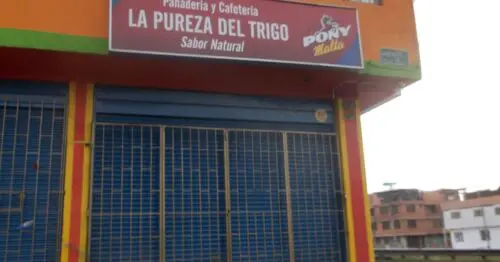 Panadería y Cafetería
LA PUREZA DEL TRIGO
Sabor Natural
PONY
Malta